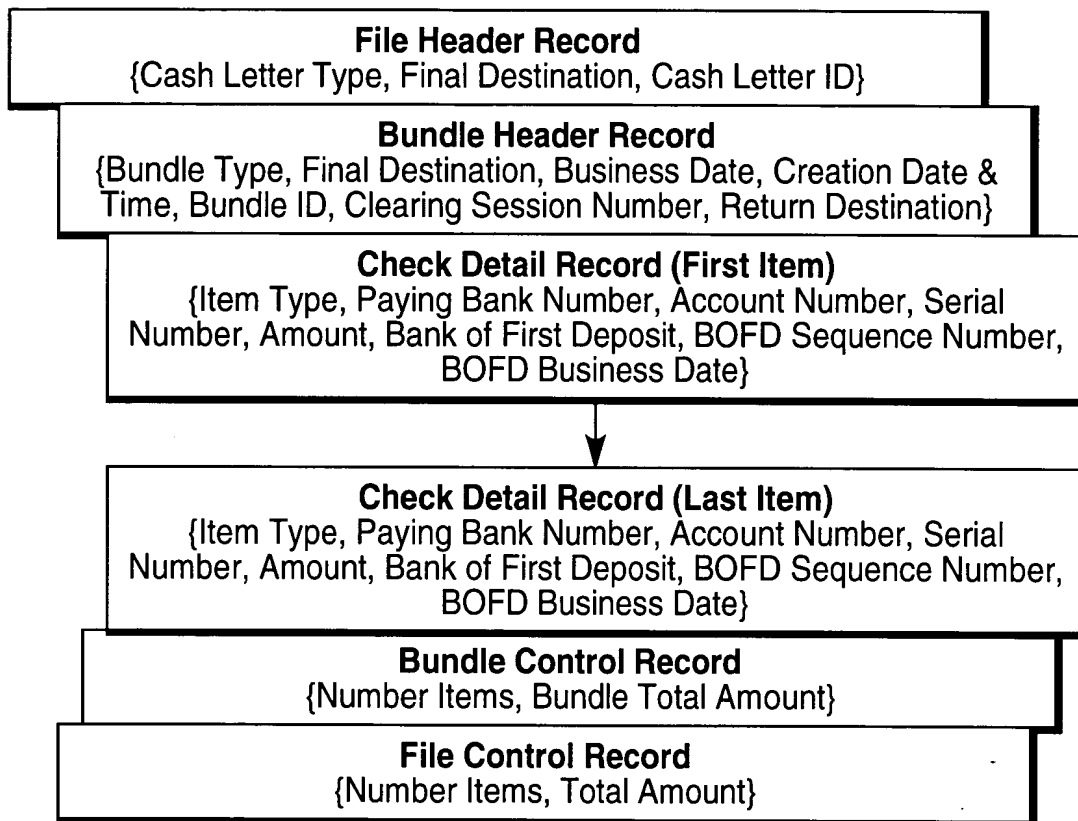 File Header Record
{Cash Letter Type, Final Destination, Cash Letter ID}
Bundle Header Record
{Bundle Type, Final Destination, Business Date, Creation Date &
Time, Bundle ID, Clearing Session Number, Return Destination}
Check Detail Record (First Item)
{Item Type, Paying Bank Number, Account Number, Serial
Number, Amount, Bank of First Deposit, BOFD Sequence Number,
BOFD Business Date}
Check Detail Record (Last Item)
{Item Type, Paying Bank Number, Account Number, Serial
Number, Amount, Bank of First Deposit, BOFD Sequence Number,
BOFD Business Date}
Bundle Control Record
{Number Items, Bundle Total Amount}
File Control Record
{Number Items, Total Amount}